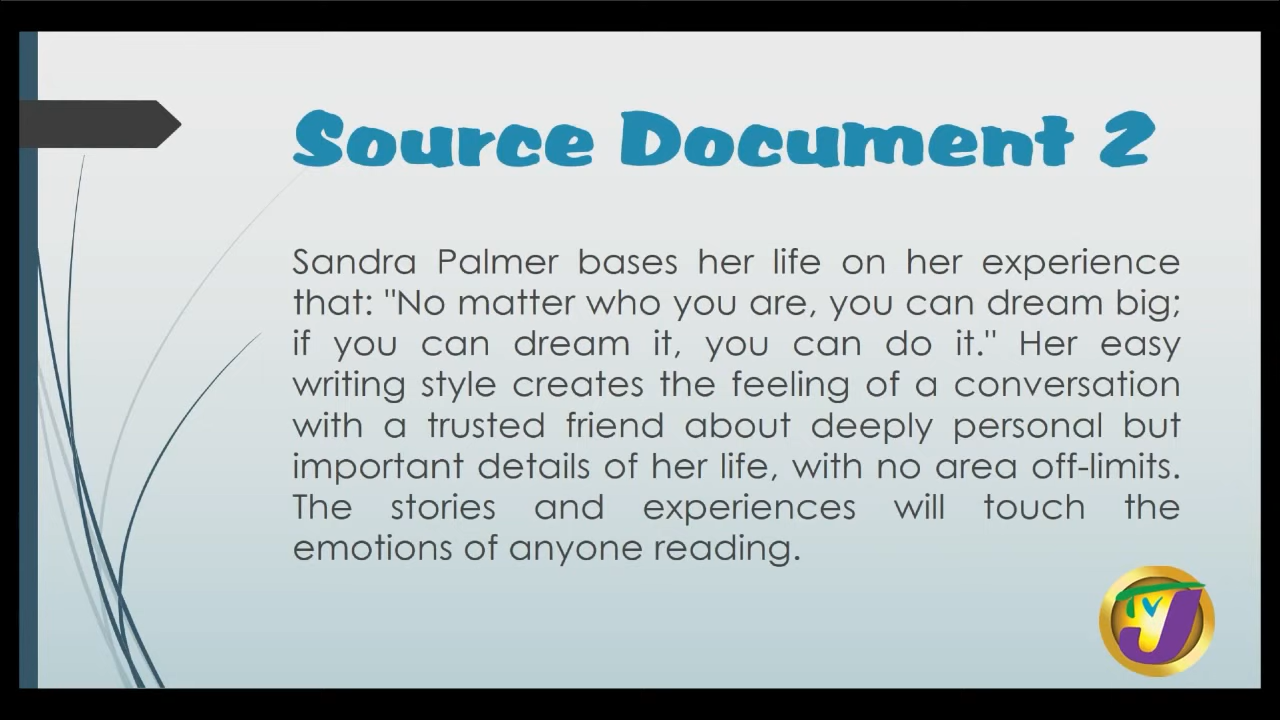 Source Document 2
Sandra Palmer bases her life on her experience
that: "No matter who you are, you can dream big;
if you can dream it, you can do it." Her easy
writing style creates the feeling of a conversation
with a trusted friend about deeply personal but
important details of her life, with no area off-limits.
The stories and experiences will touch the
emotions of anyone reading.
TVJ